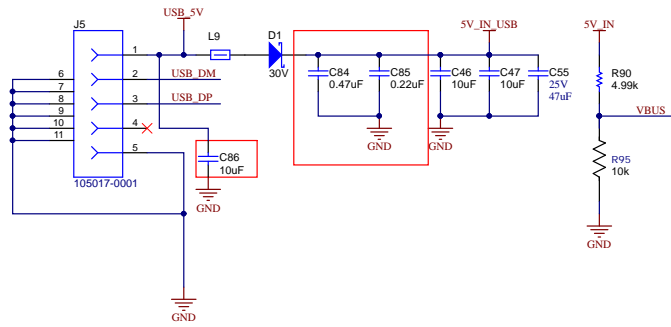 USB_5V
5V_IN_USB
5V_IN
J5
L9
D1
1
30V
6
2
USB_DM
C84
0.47uF
C85
0.22uF
C46
10uF
C47
10uF
C55
25V
47uF
R90
4.99k
7
8
3
USB_DP
9
VBUS
10
4
11
5
GND
GND
C86
10uF
R95
10k
105017-0001
GND
GND
GND